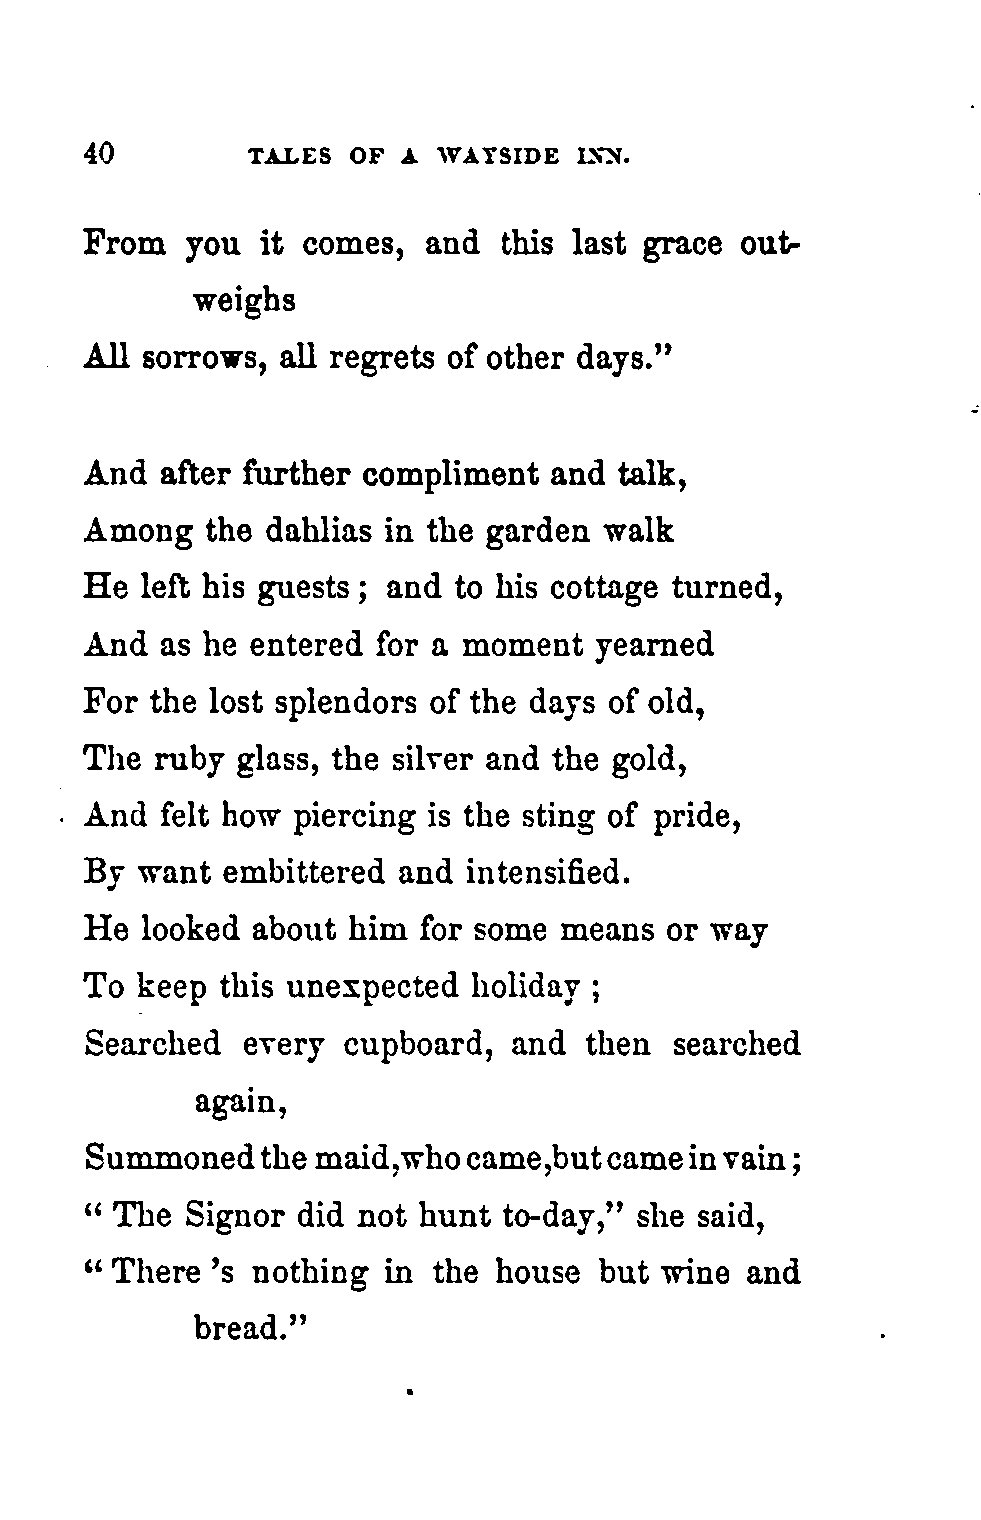 40 TALES OF A WAYSIDE INN.
From you it comes, and this last grace out-
weighs
All sorrows, all regrets of other days.”
And after further compliment and talk,
Among the dahlias in the garden walk
He left his guests ; and to his cottage turned,
And as he entered for a moment yearned
For the lost splendors of the days of old,
The ruby glass, the silver and the gold,
And felt how piercing is the sting of pride,
By want embittered and intensified.
He looked about him for some means or way
To keep this unexpected holiday ;
Searched every cupboard, and then searched
again,
Summoned the maid, who came, but came in vain ;
“ The Signor did not hunt to-day,” she said,
“ There ’s nothing in the house but wine and
bread.”